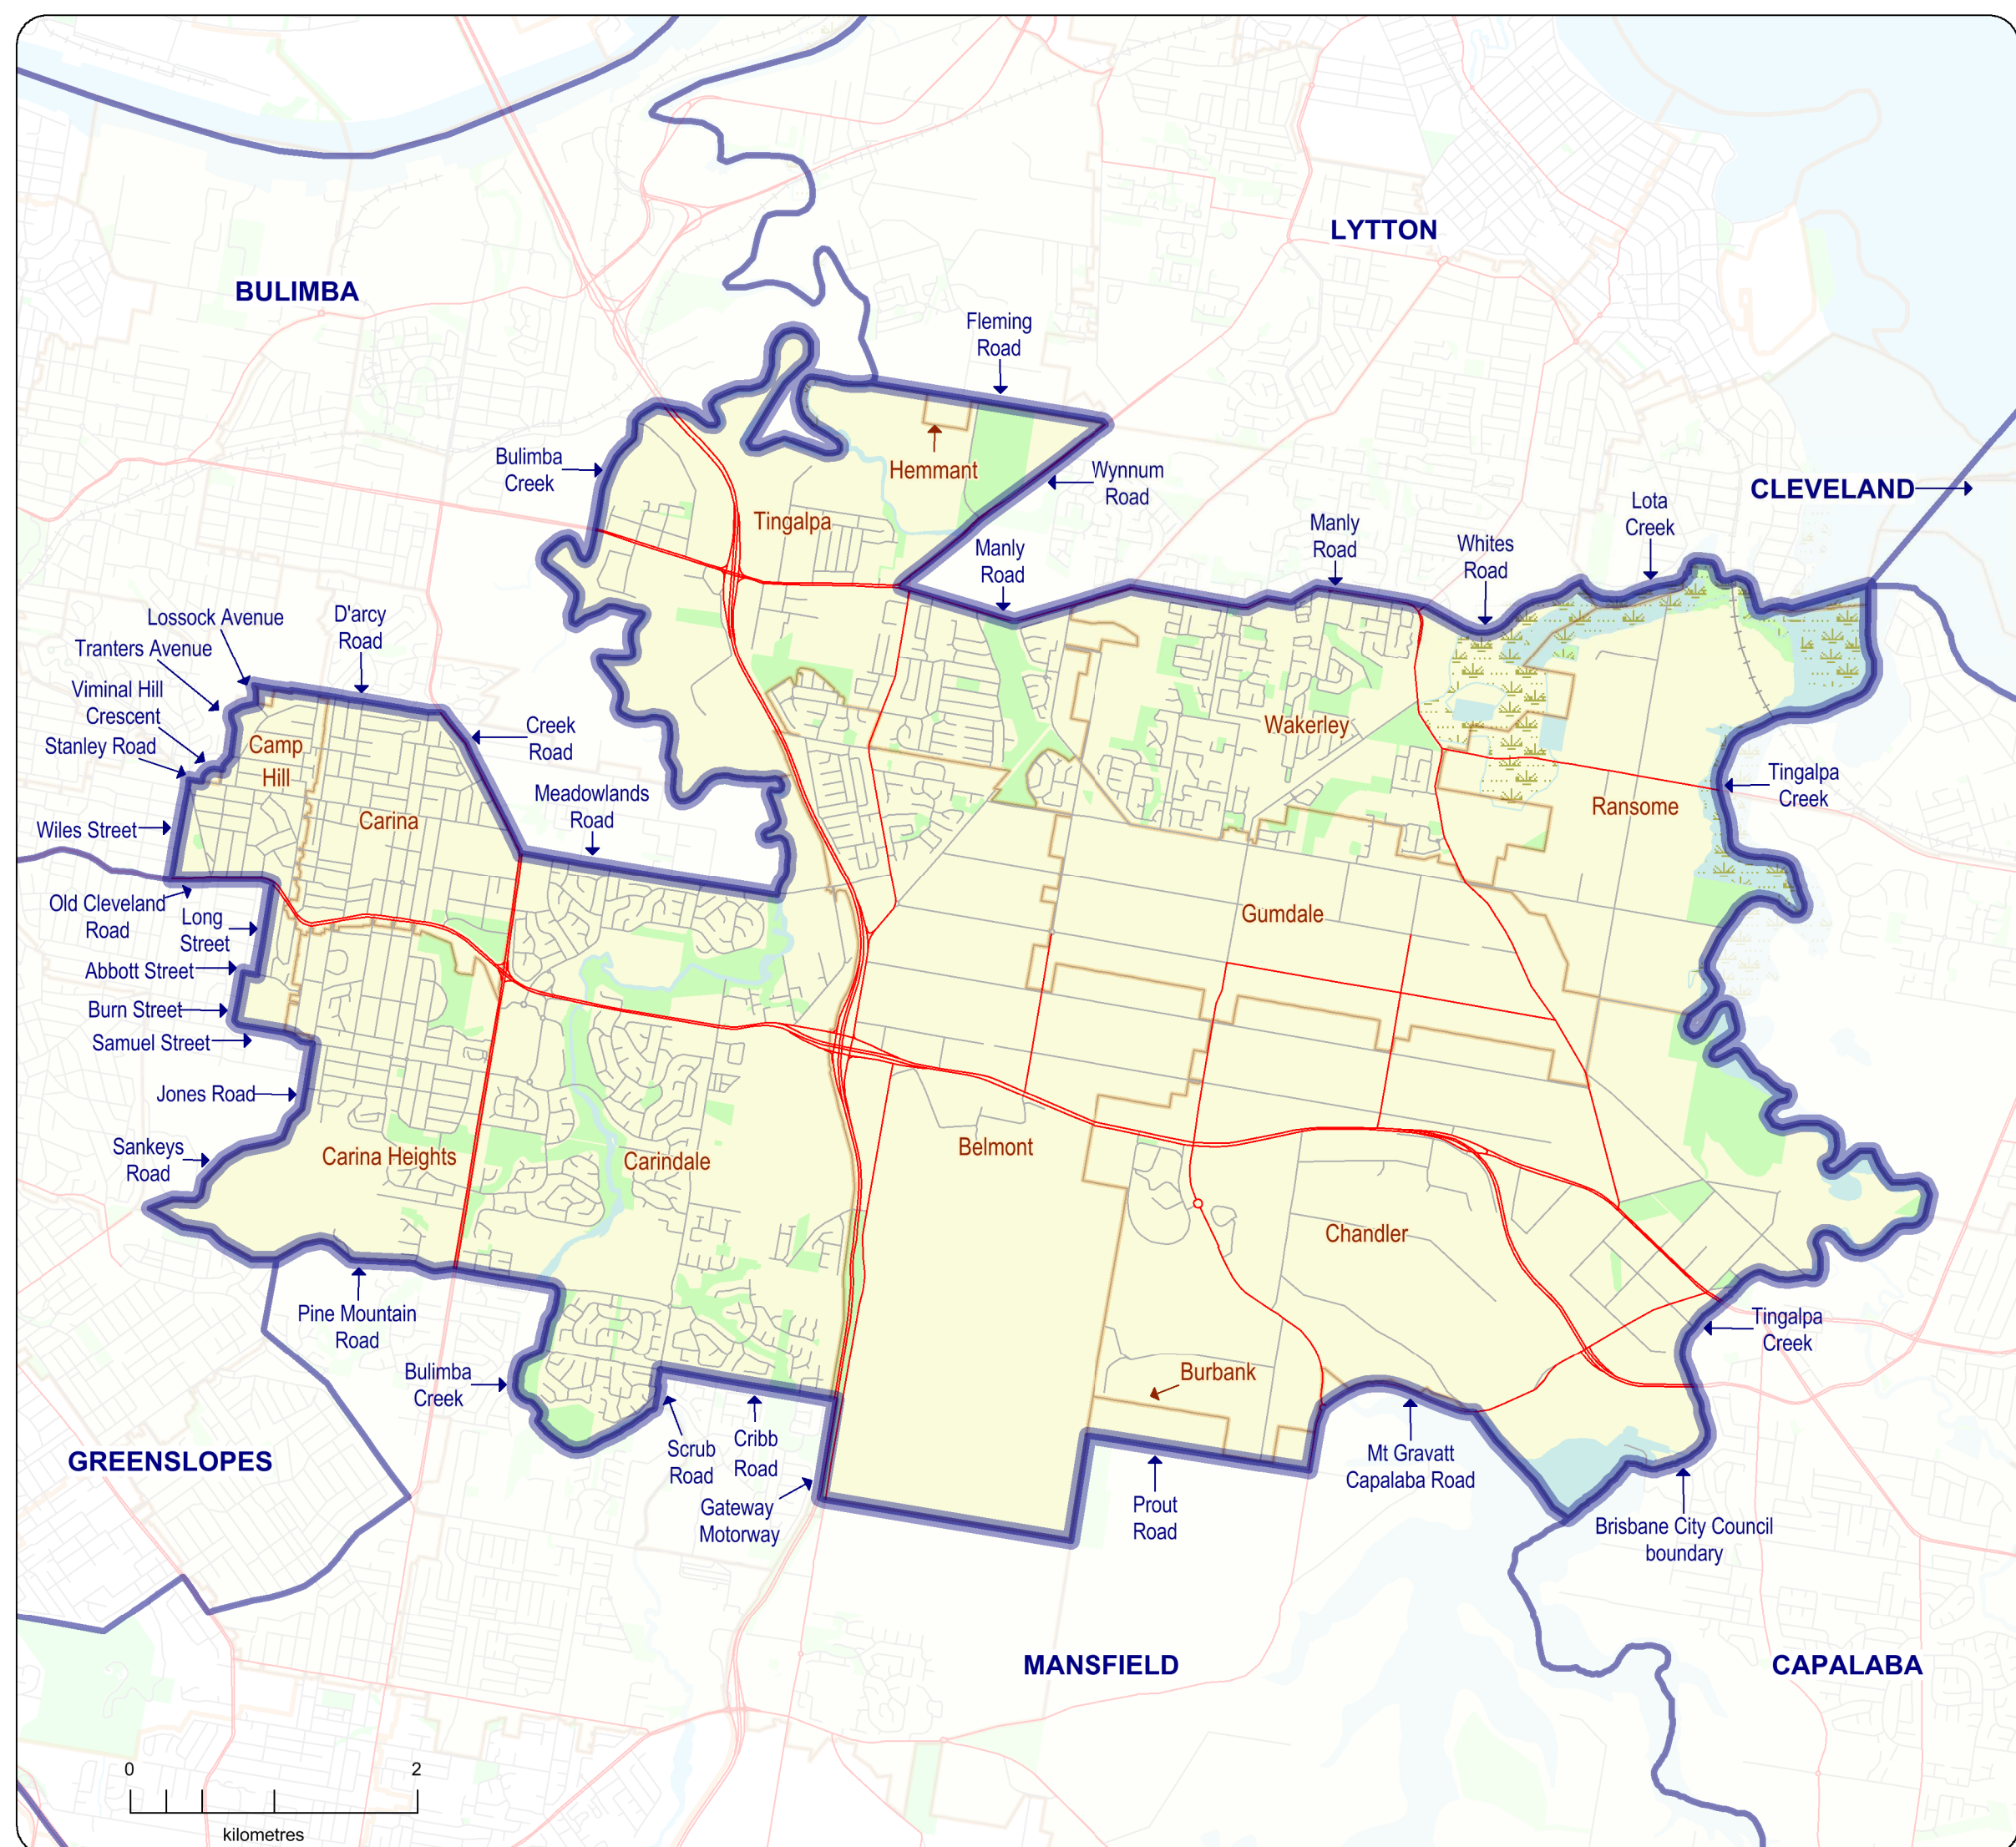 LYTTON
BULIMBA
Fleming
Road
Bulimba
Creek
Hemmant
Wynnum
Road
CLEVELAND
Lota
Creek
Tingalpa
Manly
Road
Manly
Road
Whites
Road
Lossock Avenue
D'arcy
Road
Tranters Avenue
Viminal Hill
Crescent
Stanley Road
Camp
Hill
Creek
Road
Wakerley
Tingalpa
Creek
Meadowlands
Road
Ransome
Wiles Street
Carina
Old Cleveland
Road
Long
Street
Gumdale
Abbott Street
Burn Street
Samuel Street
Jones Road
Sankeys
Road
Carina Heights
Carindale
Belmont
Chandler
Pine Mountain
Road
Tingalpa
Creek
Bulimba
Creek
Burbank
GREENSLOPES
Scrub
Road
Cribb
Road
Mt Gravatt
Capalaba Road
Gateway
Motorway
Prout
Road
Brisbane City Council
boundary
MANSFIELD
CAPALABA
0 2
kilometres